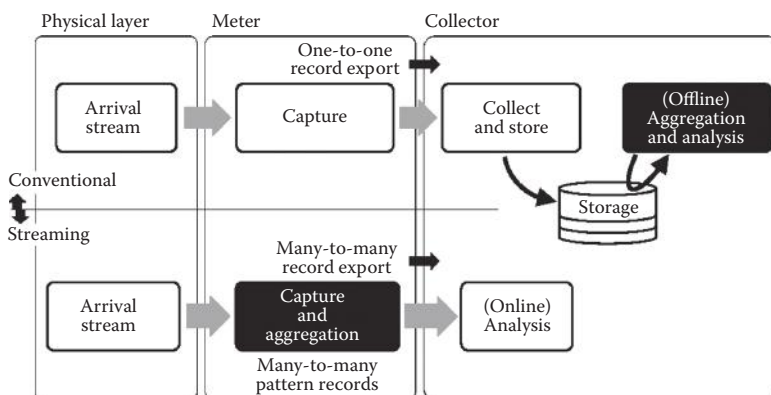 Physical layer
Meter
Collector
One-to-one
record export
Arrival
stream
Capture
Collect
and store
(Offline)
Aggregation
and analysis
Conventional
Storage
Streaming
Many-to-many
record export
Arrival
stream
Capture
and
aggregation
(Online)
Analysis
Many-to-many
pattern records